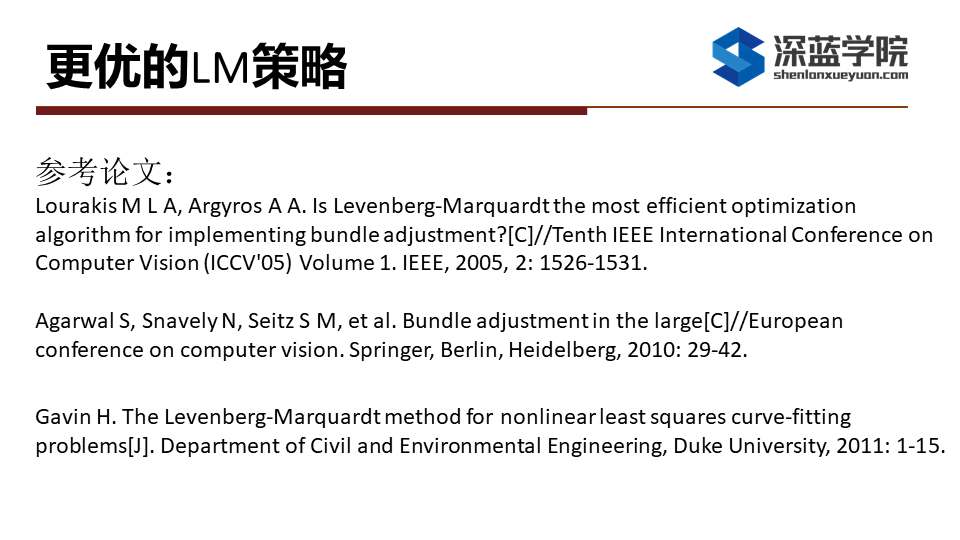 更优的LM策略
深蓝学院
shenlanxueyuan.com
参考论文：
Lourakis M L A, Argyros A A. Is Levenberg-Marquardt the most efficient optimization
algorithm for implementing bundle adjustment?[C]//Tenth IEEE International Conference on
Computer Vision (ICCV'05) Volume 1. IEEE, 2005, 2: 1526-1531.
Agarwal S, Snavely N, Seitz S M, et al. Bundle adjustment in the large[C]//European
conference on computer vision. Springer, Berlin, Heidelberg, 2010: 29-42.
Gavin H. The Levenberg-Marquardt method for nonlinear least squares curve-fitting
problems[J]. Department of Civil and Environmental Engineering, Duke University, 2011: 1-15.